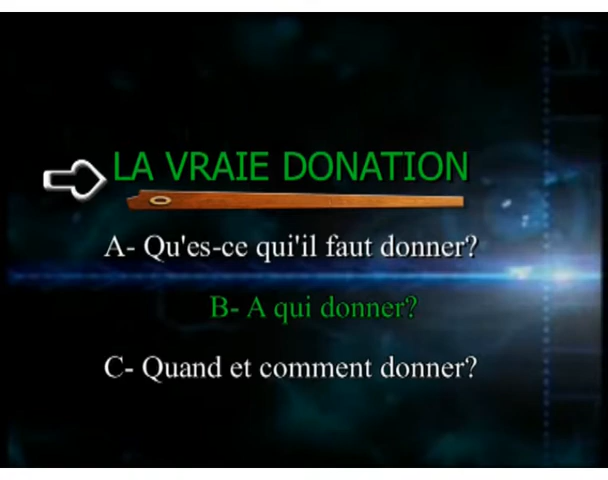 LA VRAIE DONATION
A- Qu'es-ce qui'il faut donner?
B- A qui donner?
C- Quand et comment donner?